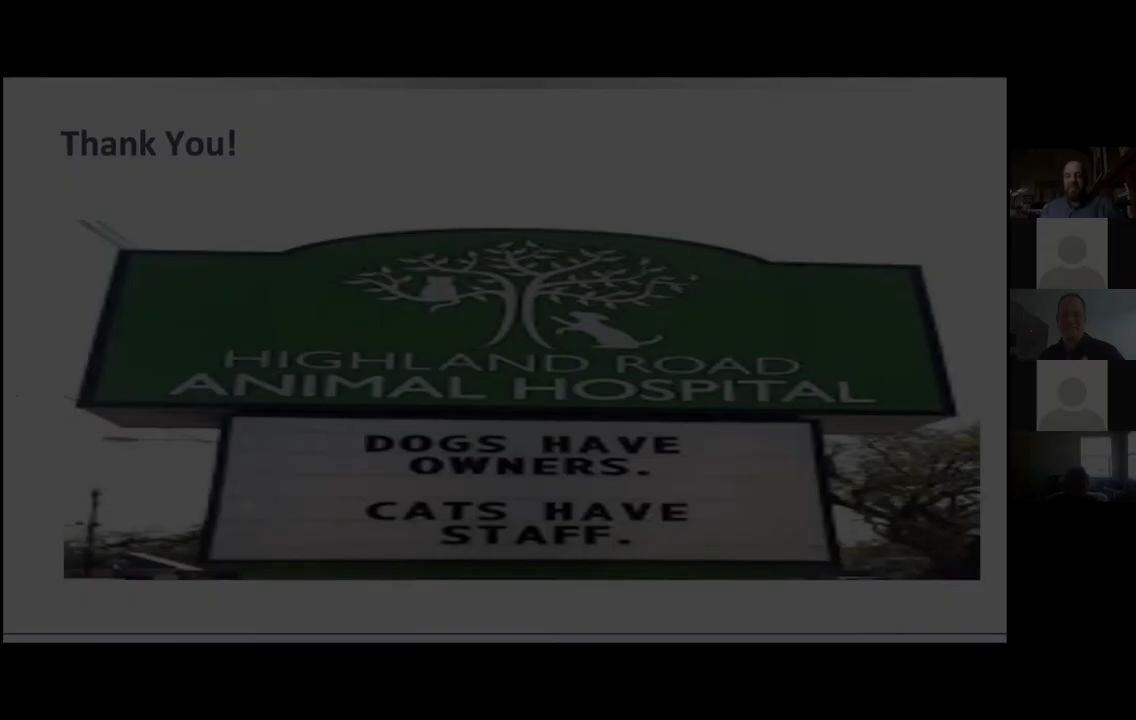 Thank You!
HIGHLAND ROAD
ANIMAL HOSPITAL
DOGS HAVE
OWNERS.
CATS HAVE
STAFF.